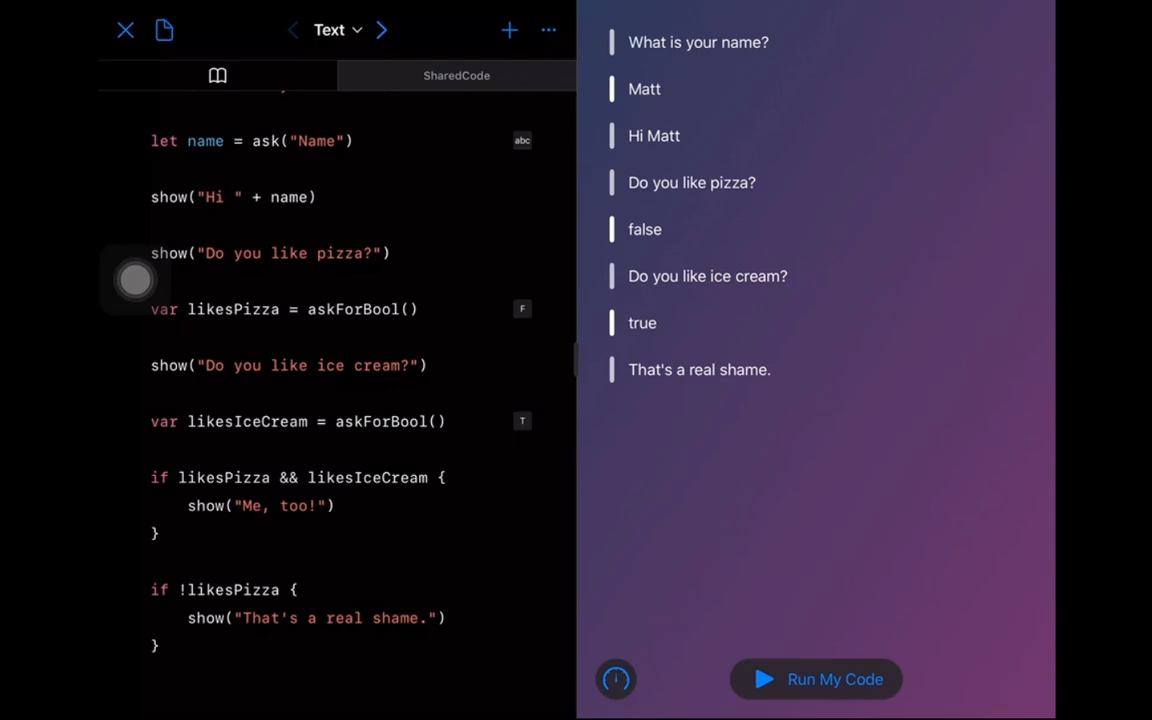 Text
SharedCode
let name = ask("Name")
abc
show("Hi " + name)
show("Do you like pizza?")
var likesPizza = askForBool()
F
show("Do you like ice cream?")
var likesIceCream = askForBool()
T
if likesPizza && likesIceCream {
show("Me, too!")
}
if !likesPizza {
show("That's a real shame.")
}
What is your name?
Matt
Hi Matt
Do you like pizza?
false
Do you like ice cream?
true
That's a real shame.
Run My Code